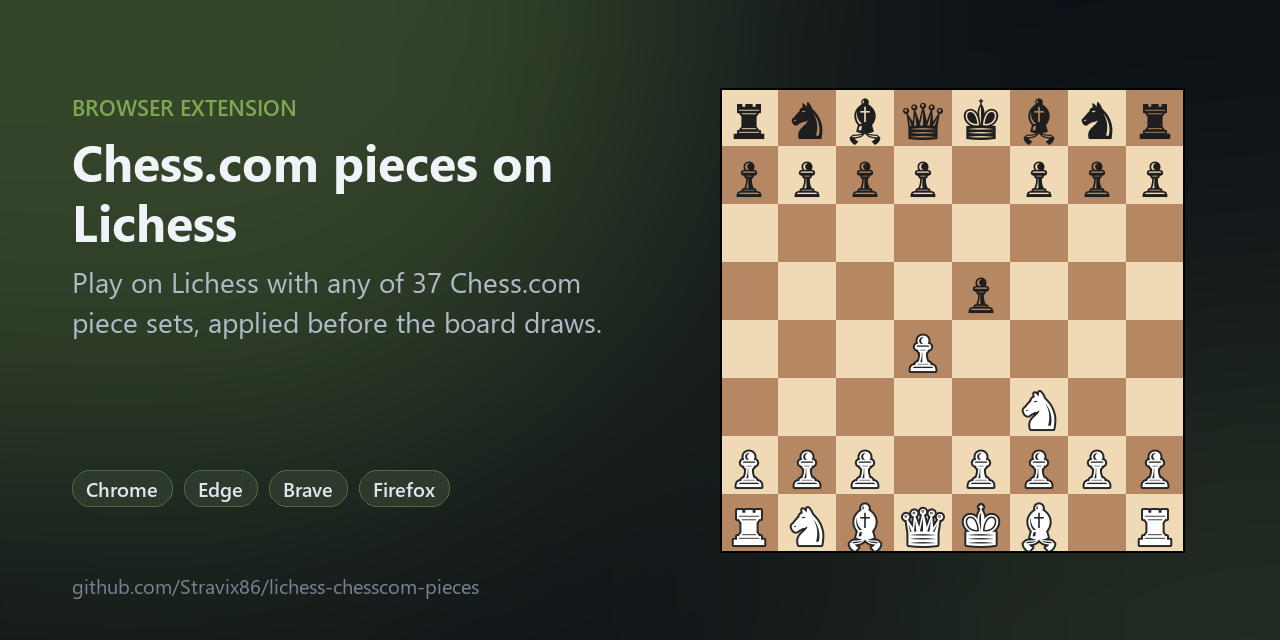 BROWSER EXTENSION
Chess.com pieces on
Lichess
Play on Lichess with any of 37 Chess.com
piece sets, applied before the board draws.
Chrome Edge Brave Firefox
github.com/Stravix86/lichess-chesscom-pieces